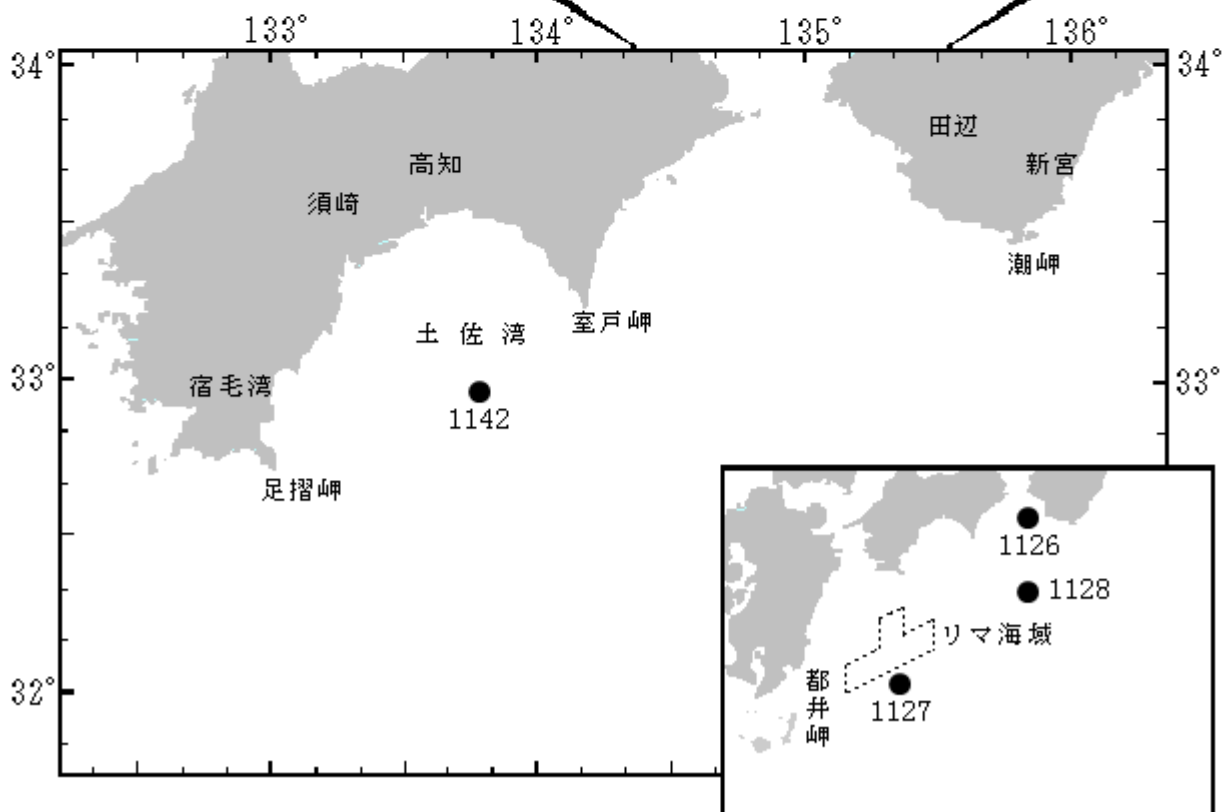 133°
134°
135°
136°
34°
34°
田辺
高知
新宮
須崎
潮岬
室戸岬
土佐湾
33°
33°
宿毛湾
1142
足摺岬
1126
1128
リマ海域
32°
都井岬
1127